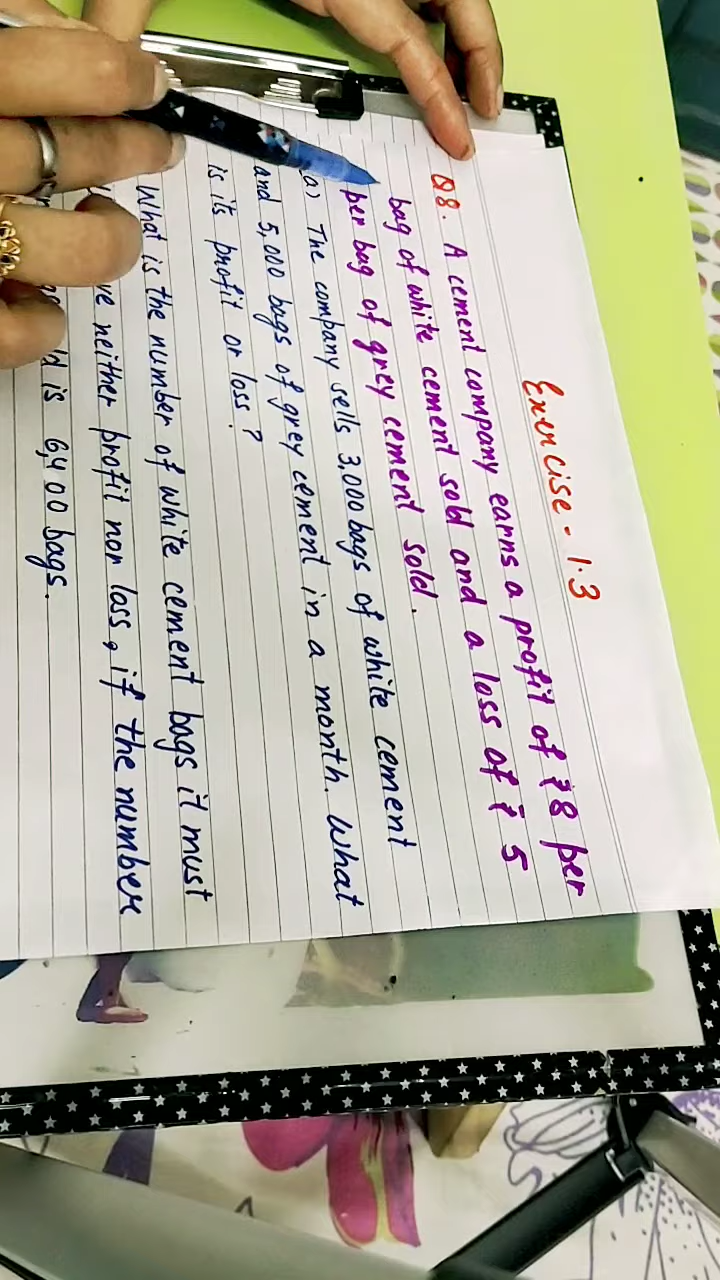 Exencise - 1.3
Q8. A cement company earns a profit of ₹8 per
bag of white cement sold and a loss of ₹ 5
per bag of grey cement sold.
a) The company sells 3,000 bags of white cement
and 5,000 bags of grey cement in a month. What
is its profit or loss?
What is the number of white cement bags it must
ve neither profit nor loss, if the number
ld is 6,400 bags.